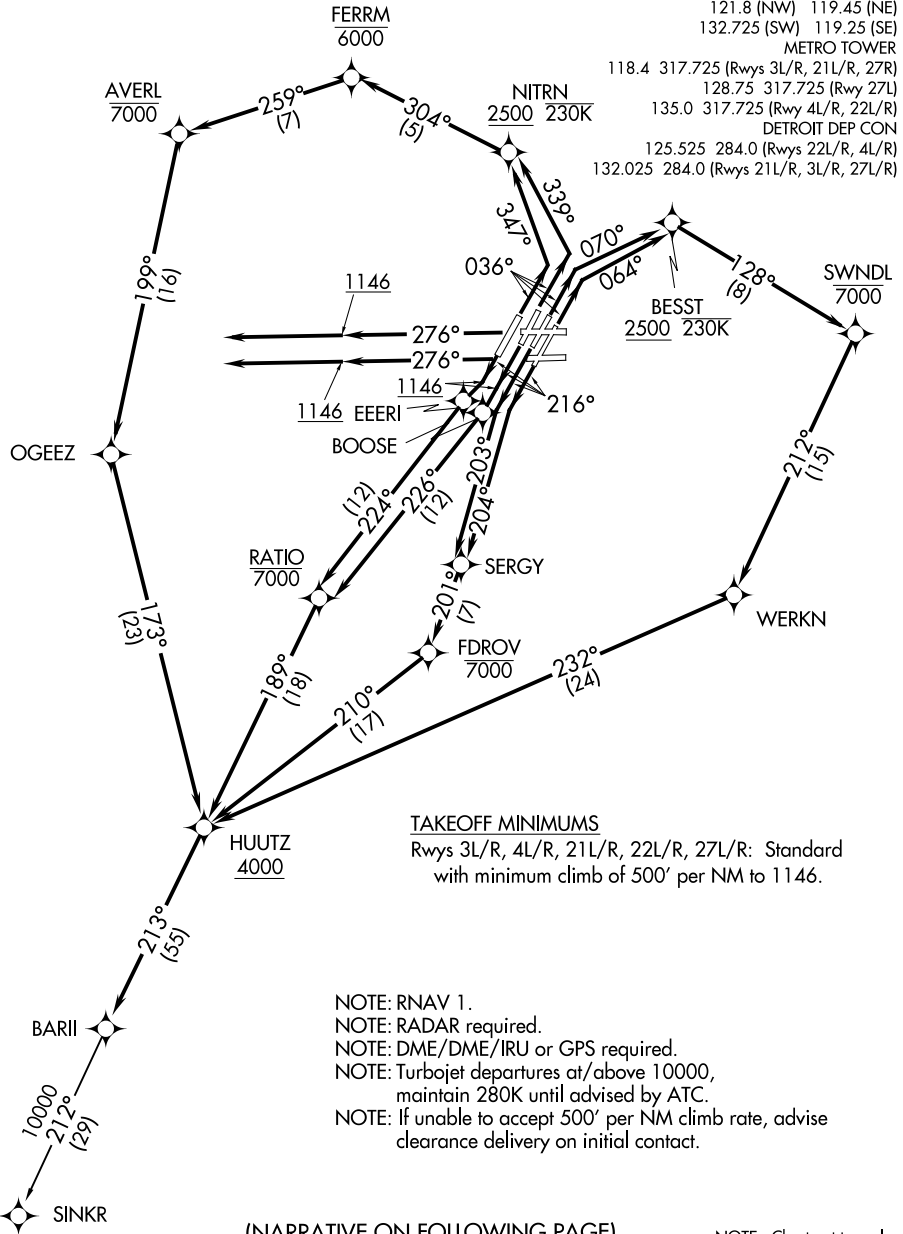 121.8 (NW) 119.45 (NE)
132.725 (SW) 119.25 (SE)
METRO TOWER
118.4 317.725 (Rwys 3L/R, 21L/R, 27R)
128.75 317.725 (Rwy 27L)
135.0 317.725 (Rwy 4L/R, 22L/R)
DETROIT DEP CON
125.525 284.0 (Rwys 22L/R, 4L/R)
132.025 284.0 (Rwys 21L/R, 3L/R, 27L/R)
FERRM
6000
AVERL
7000
259°
(7)
304°
(5)
NITRN
2500 230K
347°
339°
036°
070°
064°
BESST
2500 230K
128°
(8)
SWNDL
7000
199°
(16)
1146
276°
276°
1146
1146
EEERI
BOOSE
216°
OGEEZ
(12)
224°
226°
(12)
203°
204°
212°
(15)
RATIO
7000
SERGY
201°
(7)
WERKN
173°
(23)
FDROV
7000
189°
(18)
210°
(17)
232°
(24)
HUUTZ
4000
TAKEOFF MINIMUMS
Rwys 3L/R, 4L/R, 21L/R, 22L/R, 27L/R: Standard
with minimum climb of 500' per NM to 1146.
213°
(55)
BARII
NOTE: RNAV 1.
NOTE: RADAR required.
NOTE: DME/DME/IRU or GPS required.
NOTE: Turbojet departures at/above 10000,
maintain 280K until advised by ATC.
NOTE: If unable to accept 500' per NM climb rate, advise
clearance delivery on initial contact.
10000
212°
(29)
SINKR
(NARRATIVE ON FOLLOWING PAGE)
NOTE: Chart not to scale